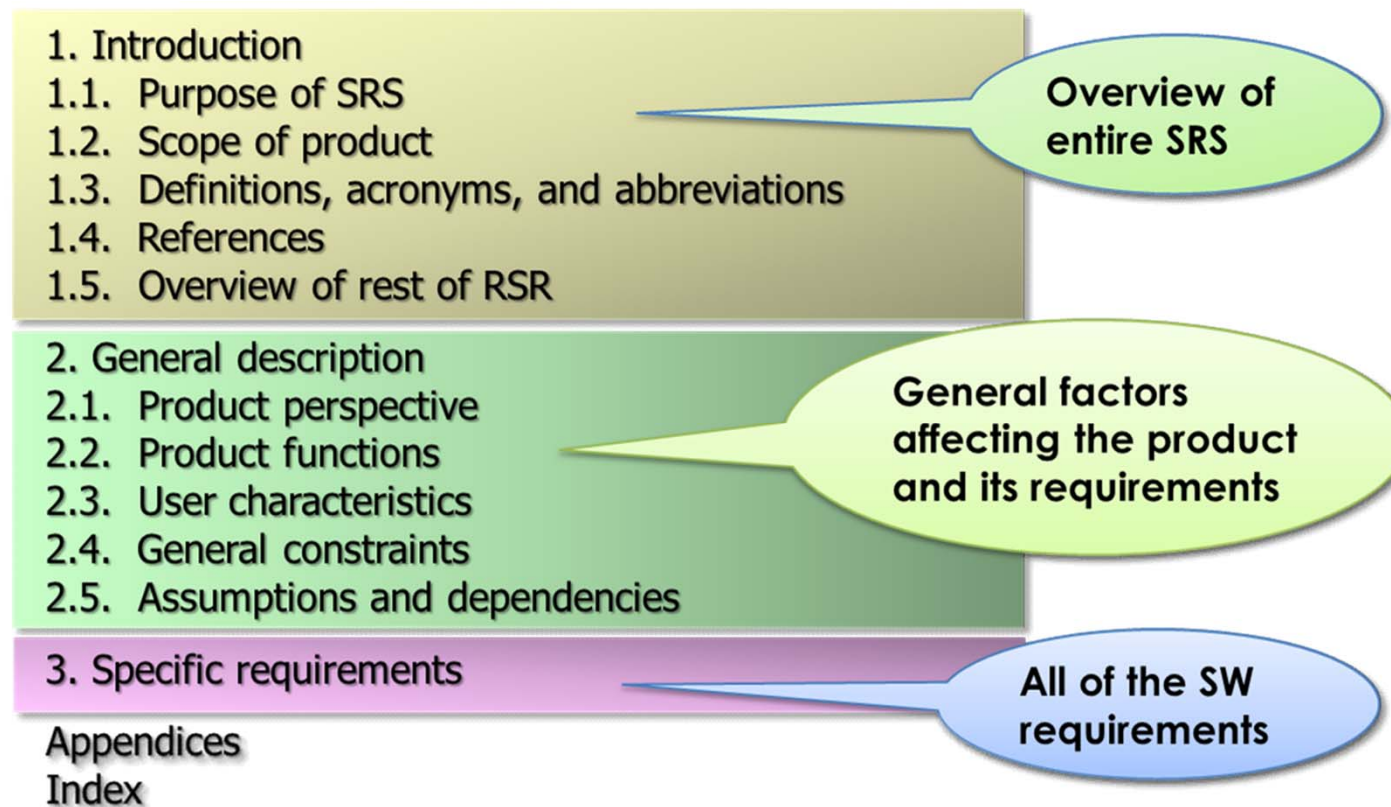 1. Introduction
1.1. Purpose of SRS
1.2. Scope of product
1.3. Definitions, acronyms, and abbreviations
1.4. References
1.5. Overview of rest of RSR
Overview of
entire SRS
2. General description
2.1. Product perspective
2.2. Product functions
2.3. User characteristics
2.4. General constraints
2.5. Assumptions and dependencies
General factors
affecting the product
and its requirements
3. Specific requirements
All of the SW
requirements
Appendices
Index